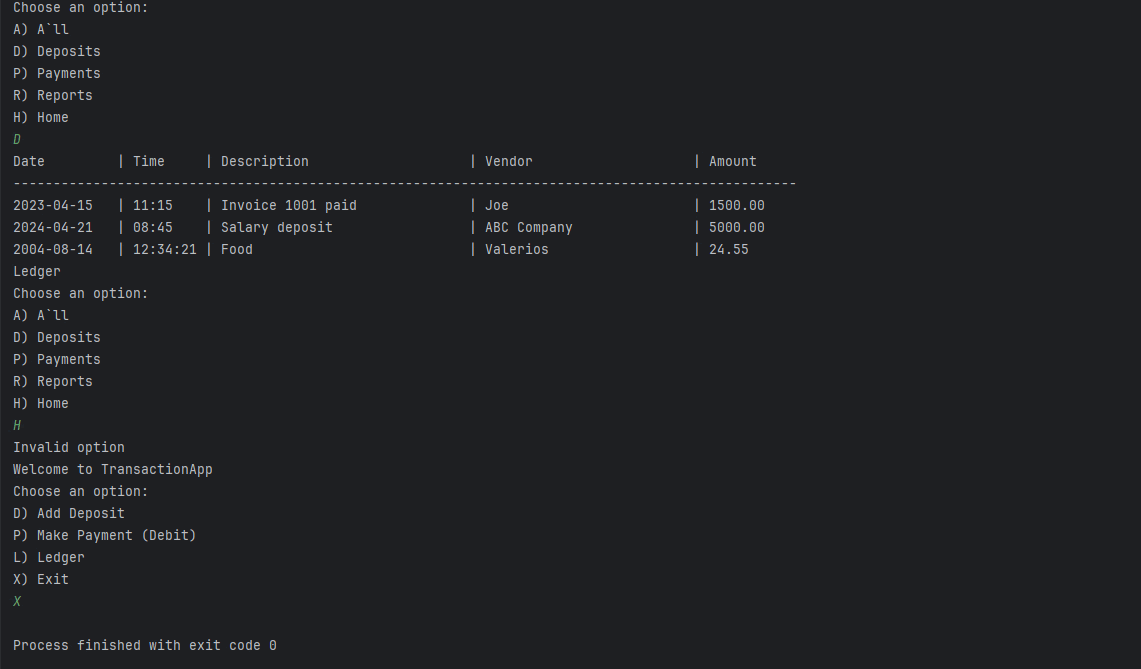 Choose an option:
A) A`ll
D) Deposits
P) Payments
R) Reports
H) Home
D
Date         | Time     | Description                    | Vendor                    | Amount
--------------------------------------------------------------------------------------------------
2023-04-15   | 11:15    | Invoice 1001 paid              | Joe                       | 1500.00
2024-04-21   | 08:45    | Salary deposit                 | ABC Company               | 5000.00
2004-08-14   | 12:34:21 | Food                           | Valerios                  | 24.55
Ledger
Choose an option:
A) A`ll
D) Deposits
P) Payments
R) Reports
H) Home
H
Invalid option
Welcome to TransactionApp
Choose an option:
D) Add Deposit
P) Make Payment (Debit)
L) Ledger
X) Exit
X
Process finished with exit code 0